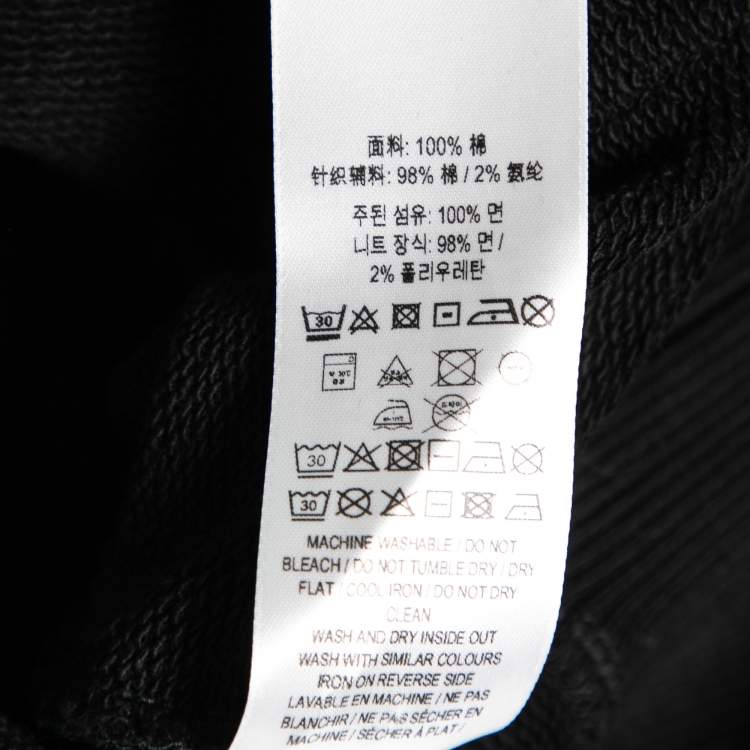 面料: 100% 棉
针织辅料: 98% 棉 / 2% 氨纶
주된 섬유: 100% 면
니트 장식: 98% 면 /
2% 폴리우레탄
30
30
30
MACHINE WASHABLE / DO NOT
BLEACH / DO NOT TUMBLE DRY / DRY
FLAT / COOL IRON / DO NOT DRY
CLEAN
WASH AND DRY INSIDE OUT
WASH WITH SIMILAR COLOURS
IRON ON REVERSE SIDE
LAVABLE EN MACHINE / NE PAS
BLANCHIR / NE PAS SÉCHER EN
MACHINE / SÉCHER À PLAT /